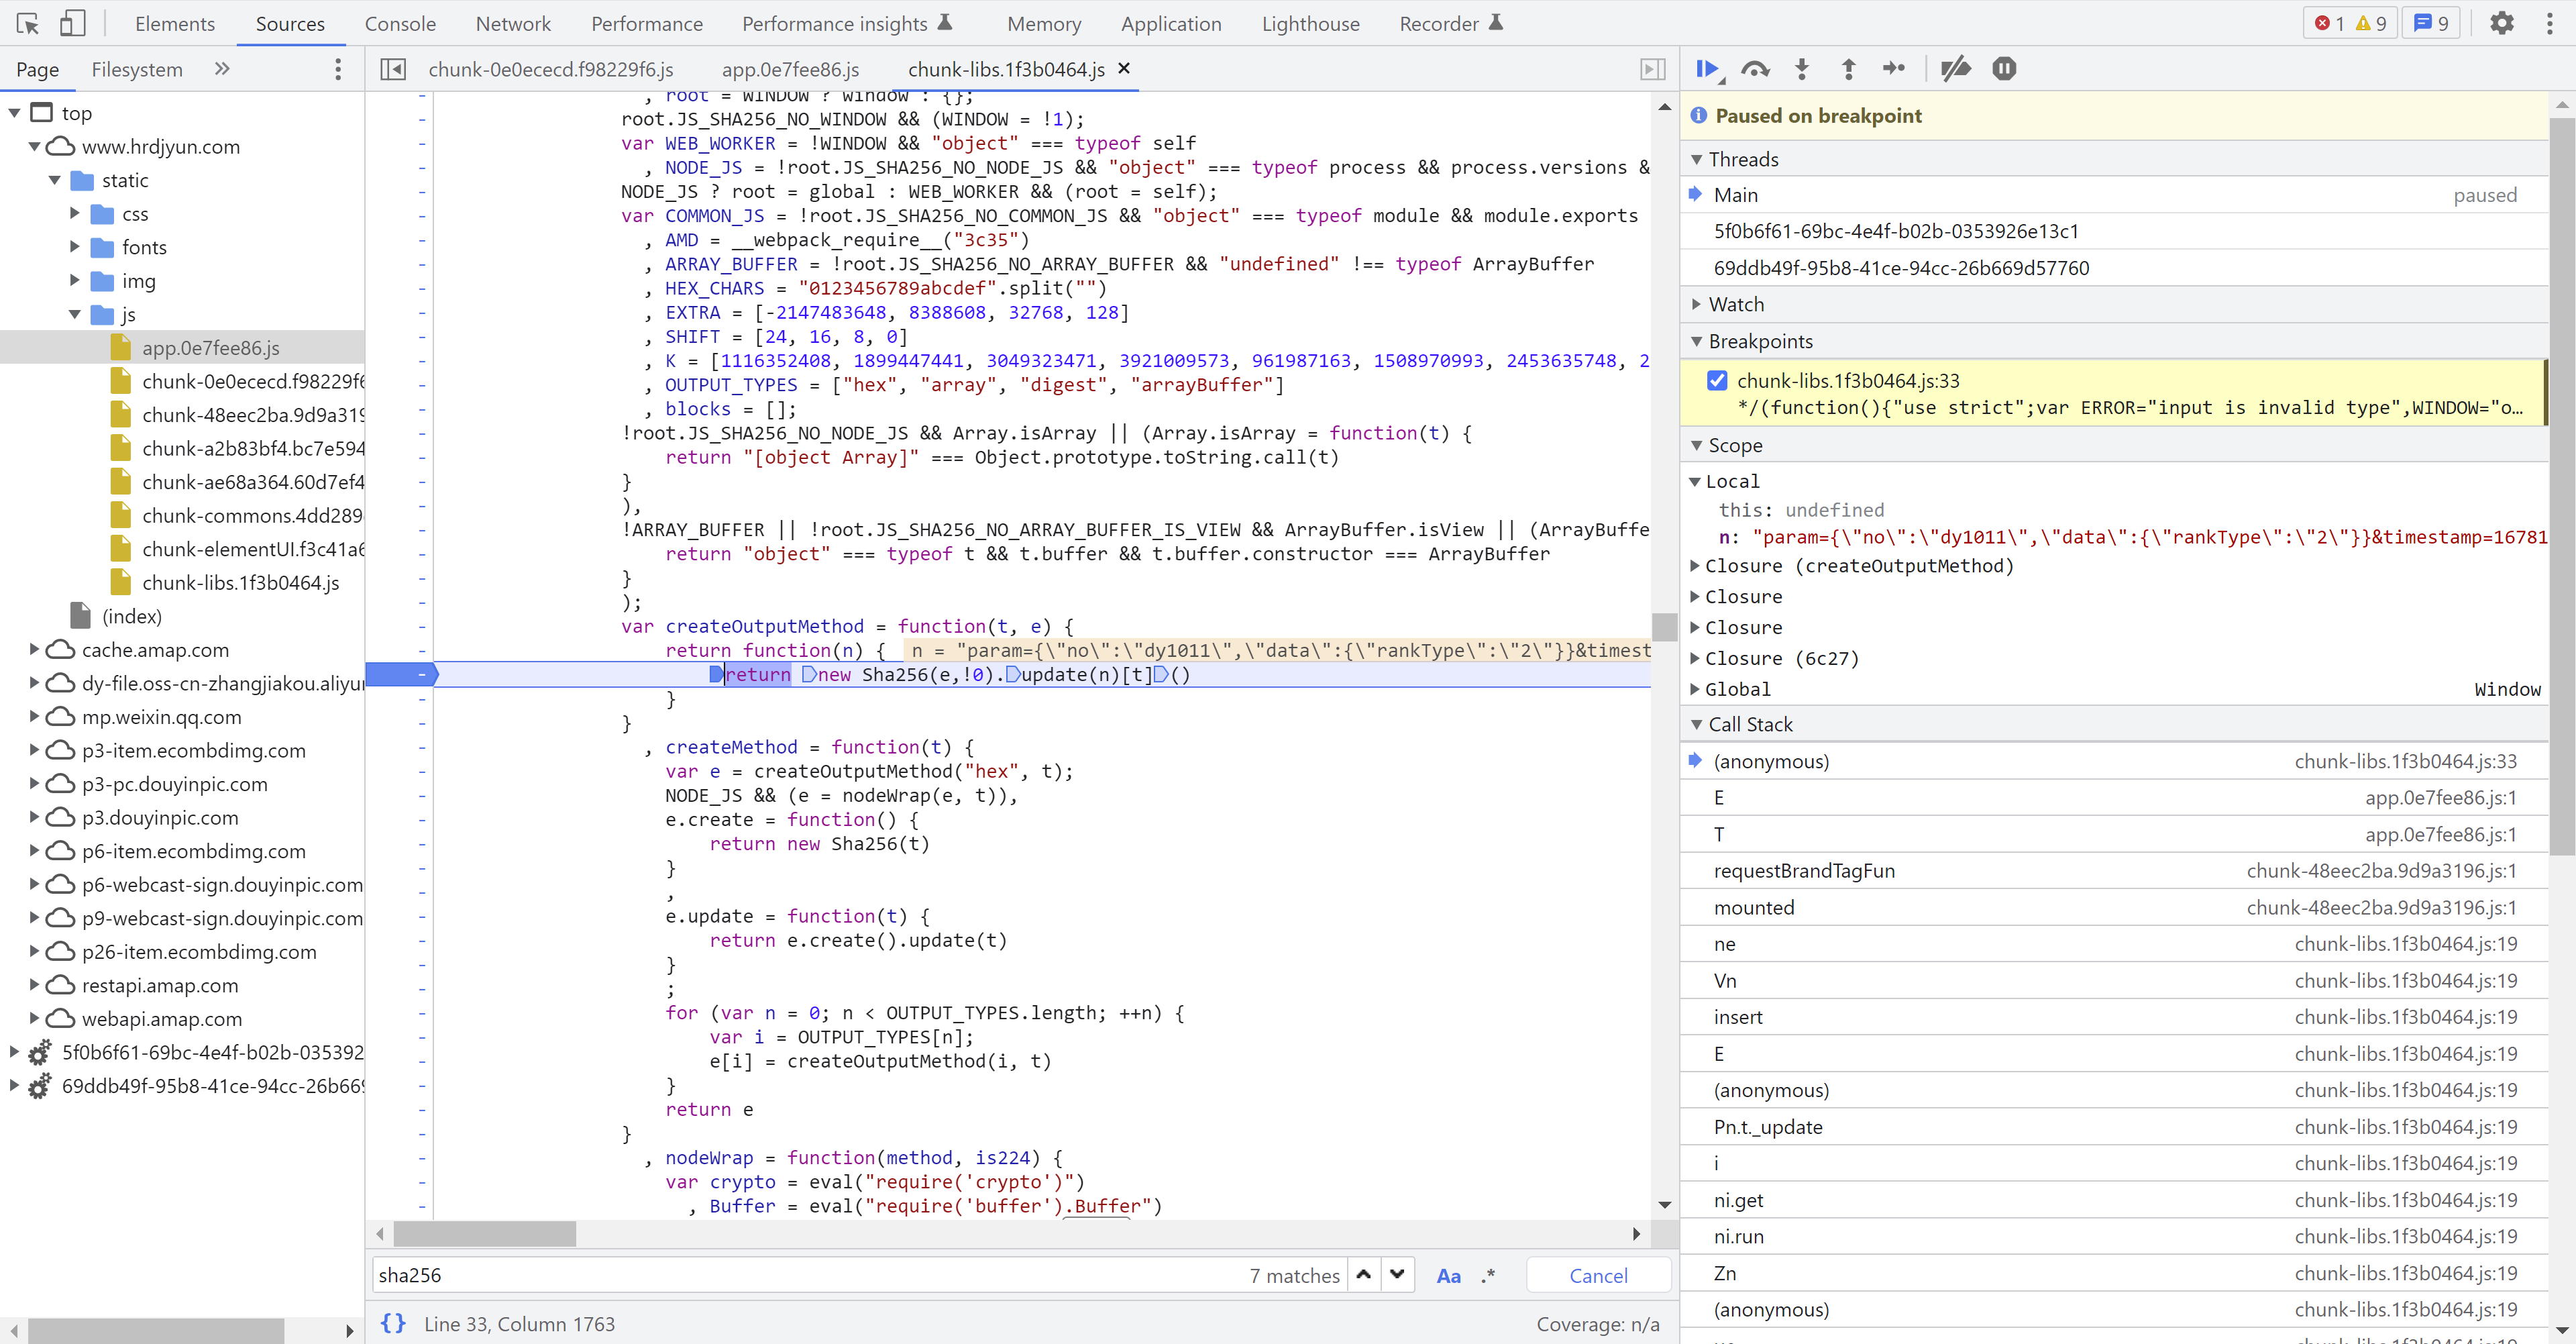 Elements Sources Console Network Performance Performance insights Memory Application Lighthouse Recorder 1 9 9
Page Filesystem »
top
www.hrdjyun.com
static
css
fonts
img
js
app.0e7fee86.js
chunk-0e0ececd.f98229f6
chunk-48eec2ba.9d9a319
chunk-a2b83bf4.bc7e594
chunk-ae68a364.60d7ef4
chunk-commons.4dd289
chunk-elementUI.f3c41a6
chunk-libs.1f3b0464.js
(index)
cache.amap.com
dy-file.oss-cn-zhangjiakou.aliyun
mp.weixin.qq.com
p3-item.ecombdimg.com
p3-pc.douyinpic.com
p3.douyinpic.com
p6-item.ecombdimg.com
p6-webcast-sign.douyinpic.com
p9-webcast-sign.douyinpic.com
p26-item.ecombdimg.com
restapi.amap.com
webapi.amap.com
5f0b6f61-69bc-4e4f-b02b-035392
69ddb49f-95b8-41ce-94cc-26b669
chunk-0e0ececd.f98229f6.js app.0e7fee86.js chunk-libs.1f3b0464.js ×
, root = WINDOW ? window : {};
root.JS_SHA256_NO_WINDOW && (WINDOW = !1);
var WEB_WORKER = !WINDOW && "object" === typeof self
, NODE_JS = !root.JS_SHA256_NO_NODE_JS && "object" === typeof process && process.versions &
NODE_JS ? root = global : WEB_WORKER && (root = self);
var COMMON_JS = !root.JS_SHA256_NO_COMMON_JS && "object" === typeof module && module.exports
, AMD = __webpack_require__("3c35")
, ARRAY_BUFFER = !root.JS_SHA256_NO_ARRAY_BUFFER && "undefined" !== typeof ArrayBuffer
, HEX_CHARS = "0123456789abcdef".split("")
, EXTRA = [-2147483648, 8388608, 32768, 128]
, SHIFT = [24, 16, 8, 0]
, K = [1116352408, 1899447441, 3049323471, 3921009573, 961987163, 1508970993, 2453635748, 2
, OUTPUT_TYPES = ["hex", "array", "digest", "arrayBuffer"]
, blocks = [];
!root.JS_SHA256_NO_NODE_JS && Array.isArray || (Array.isArray = function(t) {
return "[object Array]" === Object.prototype.toString.call(t)
}
),
!ARRAY_BUFFER || !root.JS_SHA256_NO_ARRAY_BUFFER_IS_VIEW && ArrayBuffer.isView || (ArrayBuffe
return "object" === typeof t && t.buffer && t.buffer.constructor === ArrayBuffer
}
);
var createOutputMethod = function(t, e) {
return function(n) { n = "param={\"no\":\"dy1011\",\"data\":{\"rankType\":\"2\"}}&timest
return new Sha256(e,!0).update(n)[t]()
}
}
, createMethod = function(t) {
var e = createOutputMethod("hex", t);
NODE_JS && (e = nodeWrap(e, t)),
e.create = function() {
return new Sha256(t)
}
,
e.update = function(t) {
return e.create().update(t)
}
;
for (var n = 0; n < OUTPUT_TYPES.length; ++n) {
var i = OUTPUT_TYPES[n];
e[i] = createOutputMethod(i, t)
}
return e
}
, nodeWrap = function(method, is224) {
var crypto = eval("require('crypto')")
, Buffer = eval("require('buffer').Buffer")
sha256 7 matches Aa .* Cancel
{} Line 33, Column 1763 Coverage: n/a
Paused on breakpoint
Threads
Main paused
5f0b6f61-69bc-4e4f-b02b-0353926e13c1
69ddb49f-95b8-41ce-94cc-26b669d57760
Watch
Breakpoints
chunk-libs.1f3b0464.js:33
*/(function(){"use strict";var ERROR="input is invalid type",WINDOW="o…
Scope
Local
this: undefined
n: "param={\"no\":\"dy1011\",\"data\":{\"rankType\":\"2\"}}&timestamp=16781
Closure (createOutputMethod)
Closure
Closure
Closure (6c27)
Global Window
Call Stack
(anonymous) chunk-libs.1f3b0464.js:33
E app.0e7fee86.js:1
T app.0e7fee86.js:1
requestBrandTagFun chunk-48eec2ba.9d9a3196.js:1
mounted chunk-48eec2ba.9d9a3196.js:1
ne chunk-libs.1f3b0464.js:19
Vn chunk-libs.1f3b0464.js:19
insert chunk-libs.1f3b0464.js:19
E chunk-libs.1f3b0464.js:19
(anonymous) chunk-libs.1f3b0464.js:19
Pn.t._update chunk-libs.1f3b0464.js:19
i chunk-libs.1f3b0464.js:19
ni.get chunk-libs.1f3b0464.js:19
ni.run chunk-libs.1f3b0464.js:19
Zn chunk-libs.1f3b0464.js:19
(anonymous) chunk-libs.1f3b0464.js:19